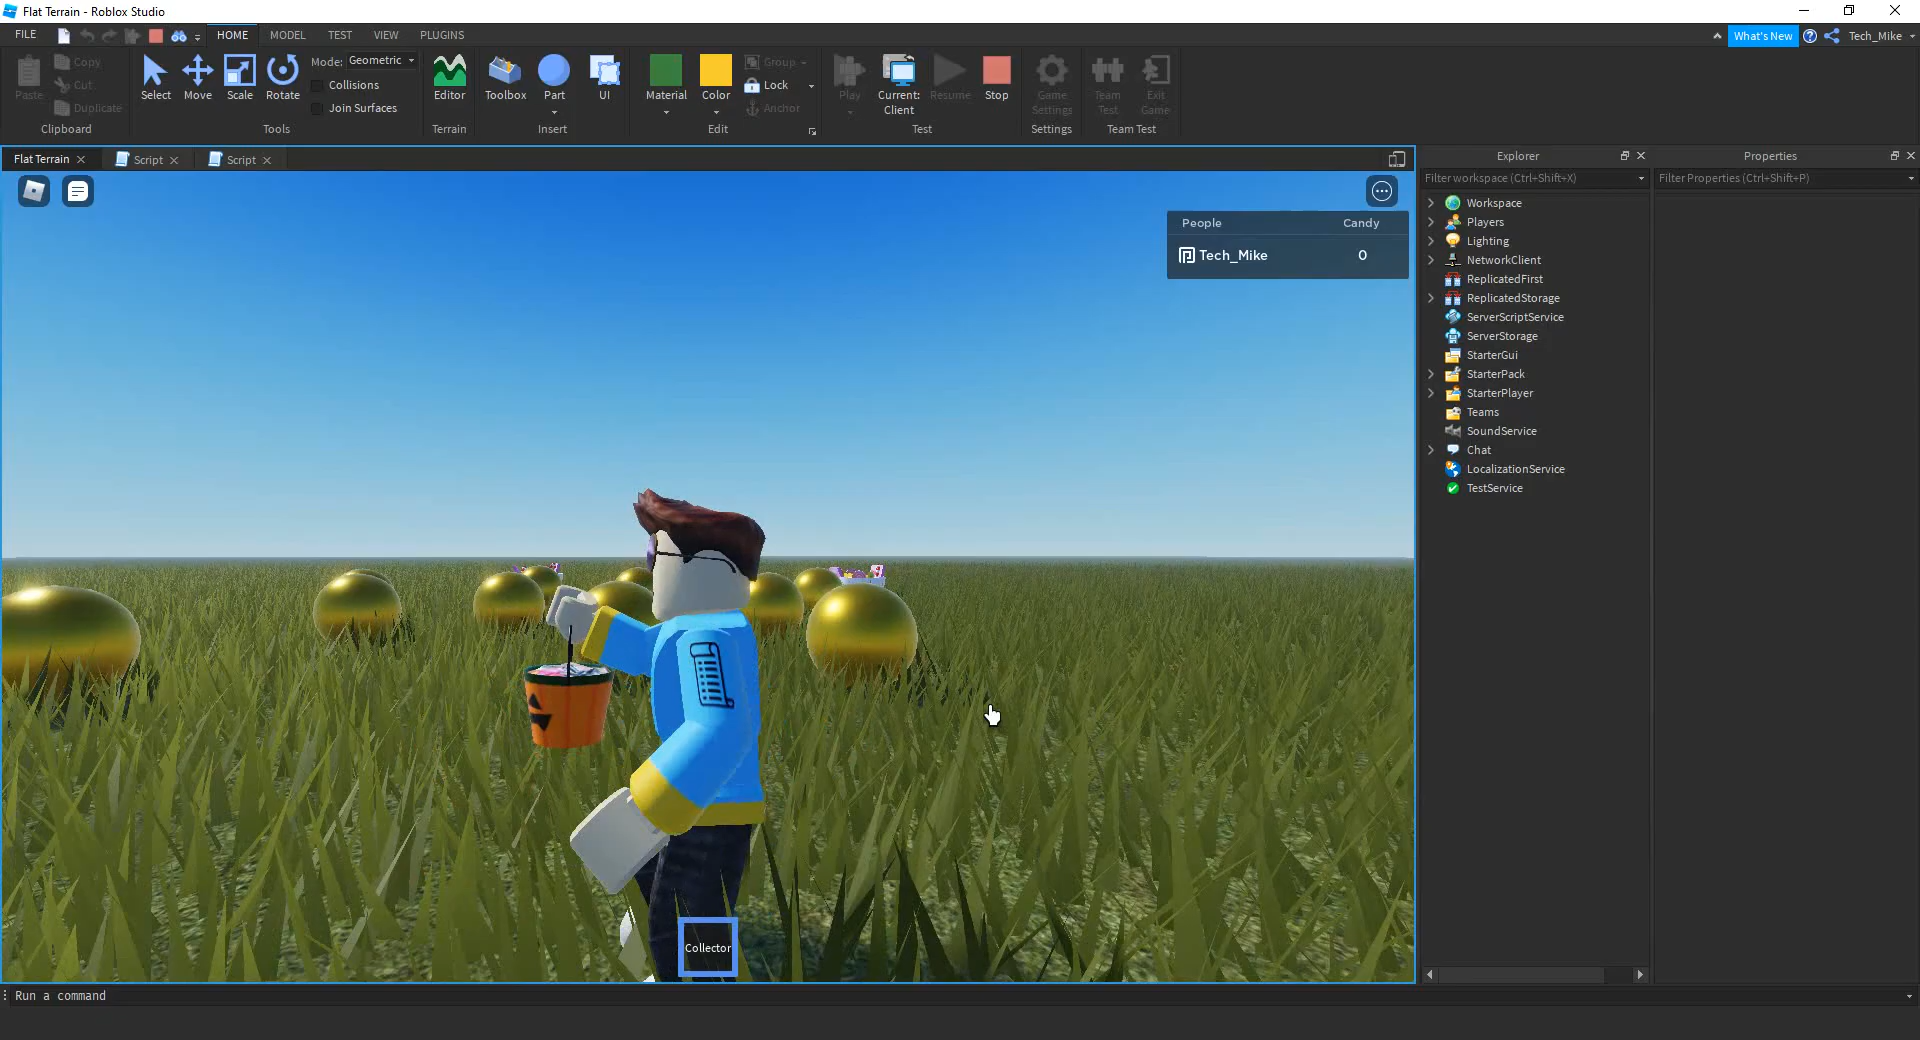 Flat Terrain - Roblox Studio
FILE HOME MODEL TEST VIEW PLUGINS What's New Tech_Mike
Paste Copy Cut Duplicate
Clipboard
Select Move Scale Rotate Mode: Geometric
Collisions
Join Surfaces
Tools
Editor
Terrain
Toolbox Part UI
Insert
Material Color Group Lock Anchor
Edit
Play Current: Client Resume Stop
Test
Game Settings
Settings
Team Test Exit Game
Team Test
Flat Terrain Script Script
People Candy
Tech_Mike 0
Collector
Explorer
Filter workspace (Ctrl+Shift+X)
Workspace
Players
Lighting
NetworkClient
ReplicatedFirst
ReplicatedStorage
ServerScriptService
ServerStorage
StarterGui
StarterPack
StarterPlayer
Teams
SoundService
Chat
LocalizationService
TestService
Properties
Filter Properties (Ctrl+Shift+P)
Run a command